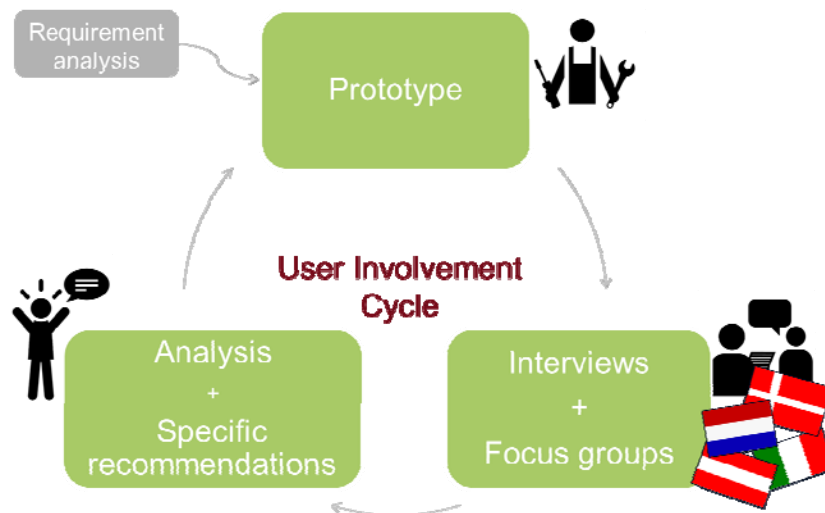 Requirement
analysis
Prototype
User Involvement
Cycle
Analysis
+
Specific
recommendations
Interviews
+
Focus groups